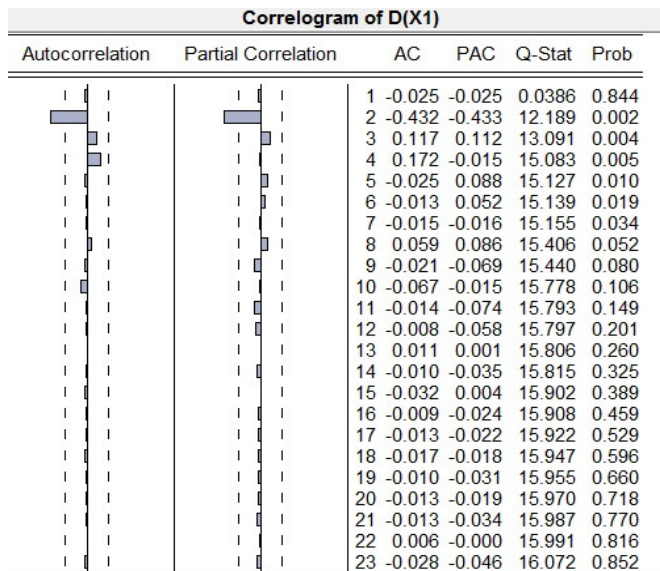 Correlogram of D(X1)
Autocorrelation Partial Correlation AC PAC Q-Stat Prob
1 -0.025 -0.025 0.0386 0.844
2 -0.432 -0.433 12.189 0.002
3 0.117 0.112 13.091 0.004
4 0.172 -0.015 15.083 0.005
5 -0.025 0.088 15.127 0.010
6 -0.013 0.052 15.139 0.019
7 -0.015 -0.016 15.155 0.034
8 0.059 0.086 15.406 0.052
9 -0.021 -0.069 15.440 0.080
10 -0.067 -0.015 15.778 0.106
11 -0.014 -0.074 15.793 0.149
12 -0.008 -0.058 15.797 0.201
13 0.011 0.001 15.806 0.260
14 -0.010 -0.035 15.815 0.325
15 -0.032 0.004 15.902 0.389
16 -0.009 -0.024 15.908 0.459
17 -0.013 -0.022 15.922 0.529
18 -0.017 -0.018 15.947 0.596
19 -0.010 -0.031 15.955 0.660
20 -0.013 -0.019 15.970 0.718
21 -0.013 -0.034 15.987 0.770
22 0.006 -0.000 15.991 0.816
23 -0.028 -0.046 16.072 0.852